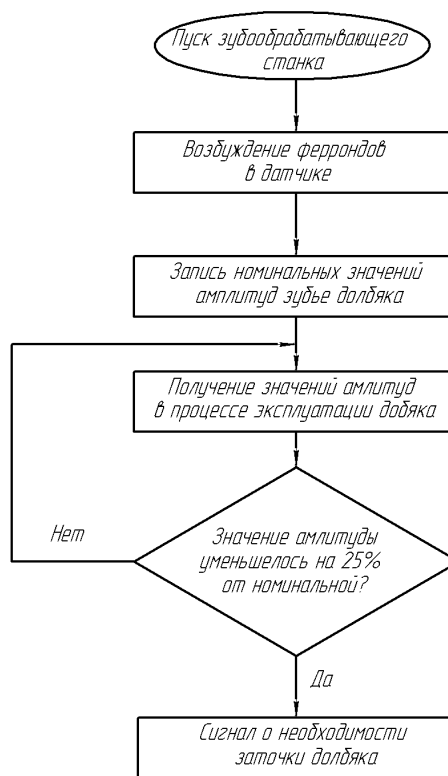 Пуск зубообрабатывающего
станка
Возбуждение феррондов
в датчике
Запись номинальных значений
амплитуд зубье долбяка
Получение значений амлитуд
в процессе эксплуатации добяка
Нет
Значение амлитуды
уменьшелось на 25%
от номинальной?
Да
Сигнал о необходимости
заточки долбяка